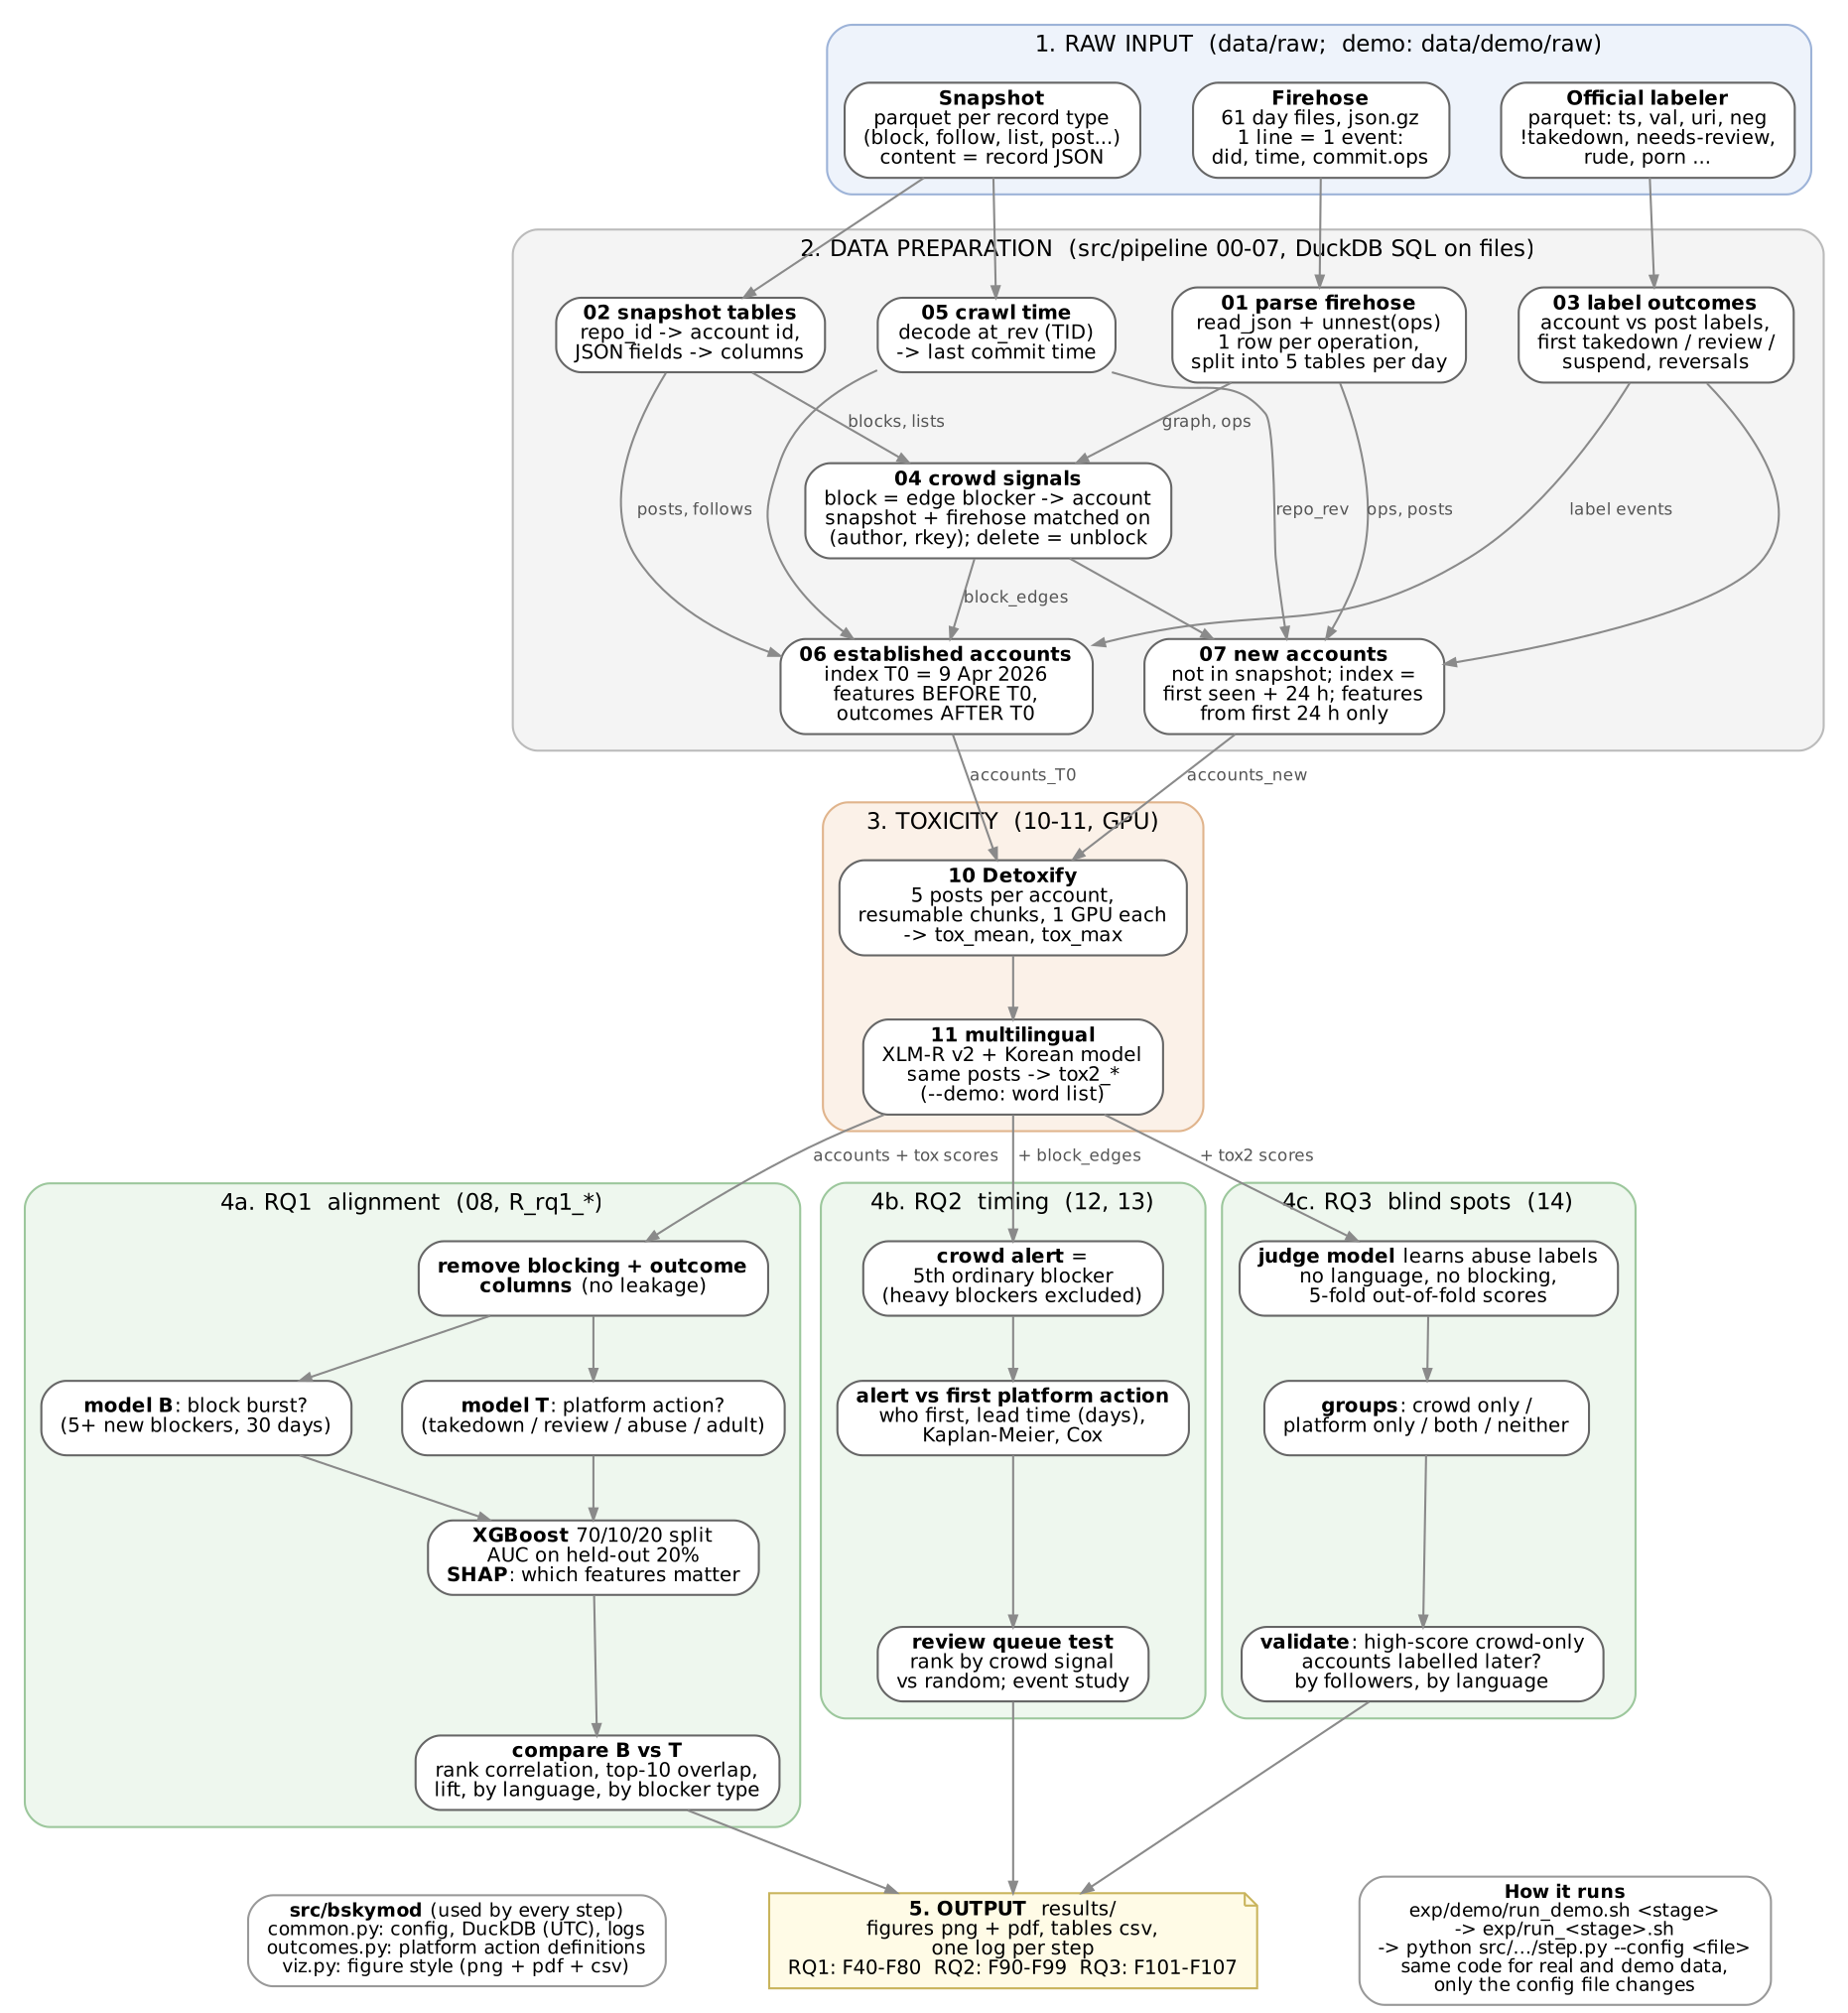 1. RAW INPUT  (data/raw;  demo: data/demo/raw)
Snapshot
parquet per record type
(block, follow, list, post...)
content = record JSON
Firehose
61 day files, json.gz
1 line = 1 event:
did, time, commit.ops
Official labeler
parquet: ts, val, uri, neg
!takedown, needs-review,
rude, porn ...
2. DATA PREPARATION  (src/pipeline 00-07, DuckDB SQL on files)
02 snapshot tables
repo_id -> account id,
JSON fields -> columns
05 crawl time
decode at_rev (TID)
-> last commit time
01 parse firehose
read_json + unnest(ops)
1 row per operation,
split into 5 tables per day
03 label outcomes
account vs post labels,
first takedown / review /
suspend, reversals
blocks, lists
graph, ops
04 crowd signals
block = edge blocker -> account
snapshot + firehose matched on
(author, rkey); delete = unblock
posts, follows
repo_rev
ops, posts
label events
block_edges
06 established accounts
index T0 = 9 Apr 2026
features BEFORE T0,
outcomes AFTER T0
07 new accounts
not in snapshot; index =
first seen + 24 h; features
from first 24 h only
accounts_T0
accounts_new
3. TOXICITY  (10-11, GPU)
10 Detoxify
5 posts per account,
resumable chunks, 1 GPU each
-> tox_mean, tox_max
11 multilingual
XLM-R v2 + Korean model
same posts -> tox2_*
(--demo: word list)
accounts + tox scores
+ block_edges
+ tox2 scores
4a. RQ1  alignment  (08, R_rq1_*)
remove blocking + outcome
columns (no leakage)
model B: block burst?
(5+ new blockers, 30 days)
model T: platform action?
(takedown / review / abuse / adult)
XGBoost 70/10/20 split
AUC on held-out 20%
SHAP: which features matter
compare B vs T
rank correlation, top-10 overlap,
lift, by language, by blocker type
4b. RQ2  timing  (12, 13)
crowd alert =
5th ordinary blocker
(heavy blockers excluded)
alert vs first platform action
who first, lead time (days),
Kaplan-Meier, Cox
review queue test
rank by crowd signal
vs random; event study
4c. RQ3  blind spots  (14)
judge model learns abuse labels
no language, no blocking,
5-fold out-of-fold scores
groups: crowd only /
platform only / both / neither
validate: high-score crowd-only
accounts labelled later?
by followers, by language
src/bskymod (used by every step)
common.py: config, DuckDB (UTC), logs
outcomes.py: platform action definitions
viz.py: figure style (png + pdf + csv)
5. OUTPUT  results/
figures png + pdf, tables csv,
one log per step
RQ1: F40-F80  RQ2: F90-F99  RQ3: F101-F107
How it runs
exp/demo/run_demo.sh <stage>
-> exp/run_<stage>.sh
-> python src/.../step.py --config <file>
same code for real and demo data,
only the config file changes